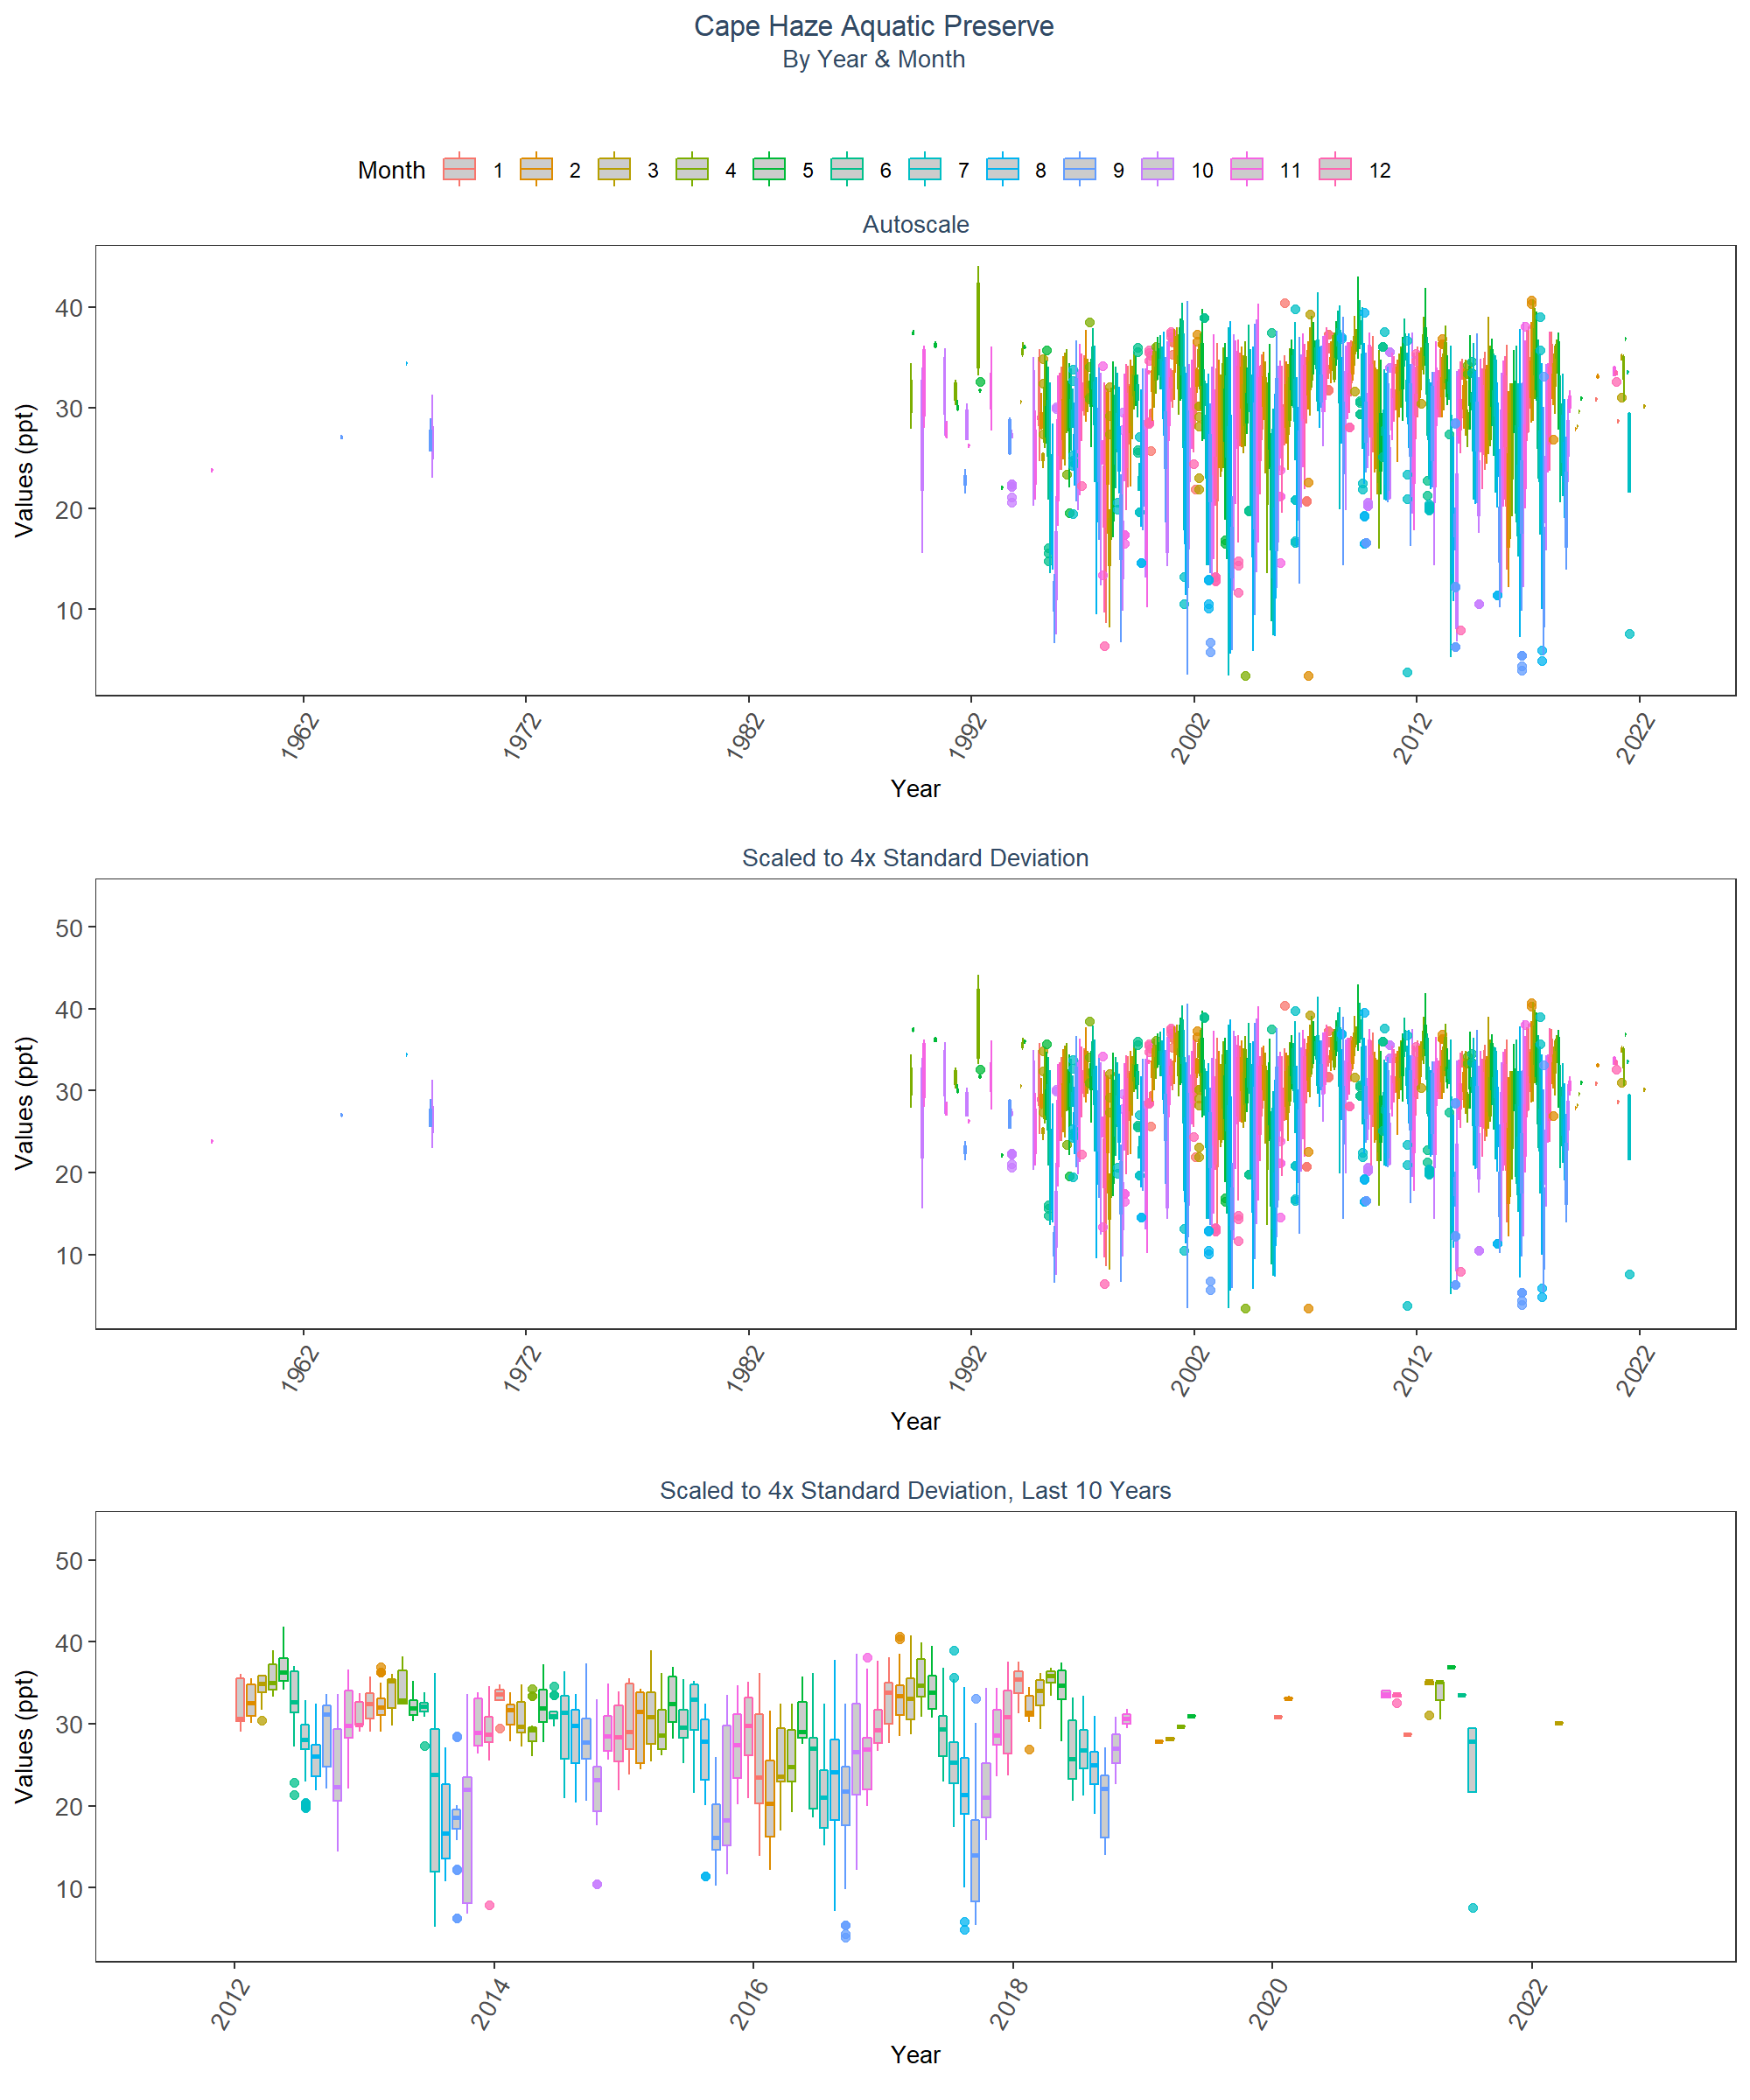 Cape Haze Aquatic Preserve
By Year & Month
Month 1 2 3 4 5 6 7 8 9 10 11 12
Autoscale
Values (ppt)
40
30
20
10
1962 1972 1982 1992 2002 2012 2022
Year
Scaled to 4x Standard Deviation
Values (ppt)
50
40
30
20
10
1962 1972 1982 1992 2002 2012 2022
Year
Scaled to 4x Standard Deviation, Last 10 Years
Values (ppt)
50
40
30
20
10
2012 2014 2016 2018 2020 2022
Year